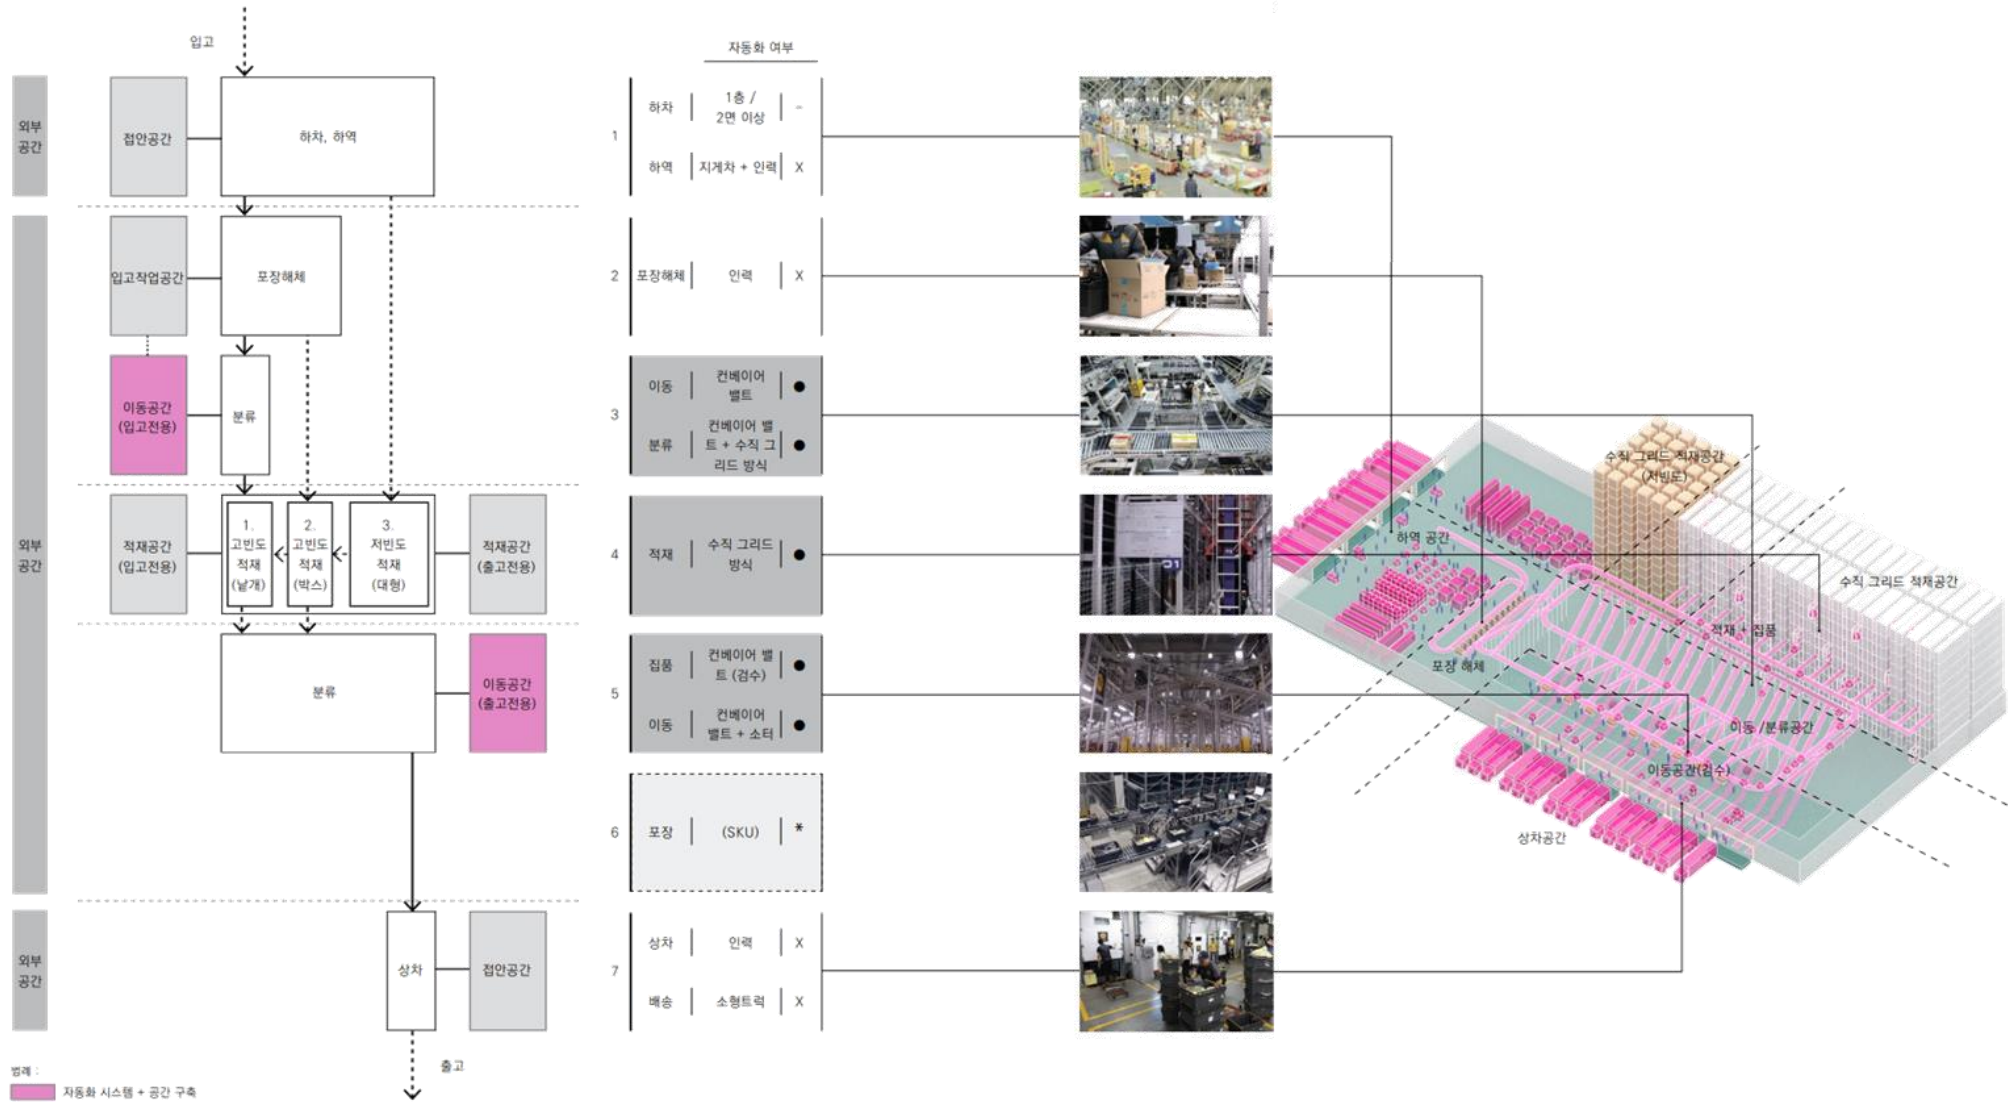 입고
외부
공간
접안공간
하차, 하역
입고작업공간
포장해체
이동공간
(입고전용)
분류
외부
공간
적재공간
(입고전용)
1.
고빈도
적재
(낱개)
2.
고빈도
적재
(박스)
3.
저빈도
적재
(대형)
적재공간
(출고전용)
분류
이동공간
(출고전용)
외부
공간
상차
접안공간
출고
범례 :
자동화 시스템 + 공간 구축
자동화 여부
1
하차
1층 /
2면 이상
–
하역
지게차 + 인력
X
2
포장해체
인력
X
3
이동
컨베이어
밸트
●
분류
컨베이어 밸
트 + 수직 그
리드 방식
●
4
적재
수직 그리드
방식
●
5
집품
컨베이어 밸
트 (검수)
●
이동
컨베이어
밸트 + 소터
●
6
포장
(SKU)
*
7
상차
인력
X
배송
소형트럭
X
수직 그리드 적재공간
(저빈도)
하역 공간
수직 그리드 적재공간
적재 + 집품
포장 해체
이동 /분류공간
이동공간(검수)
상차공간